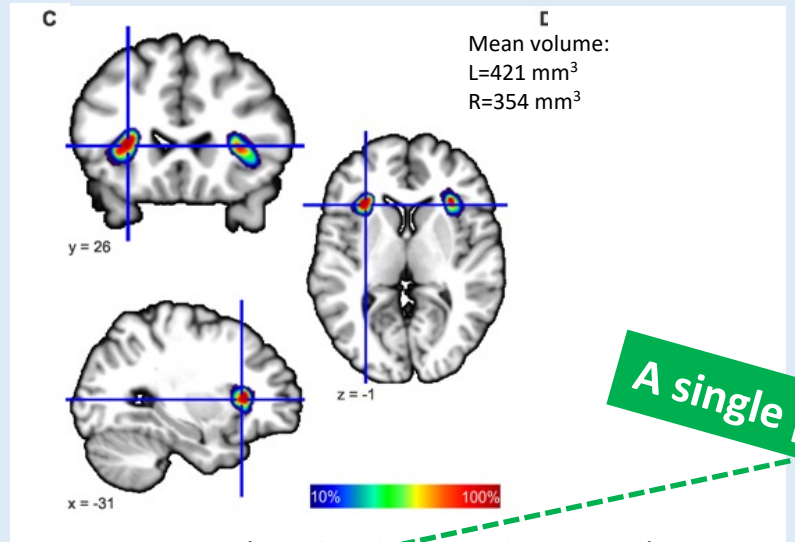 C
Mean volume:
L=421 mm³
R=354 mm³
y = 26
z = -1
x = -31
10% 100%
A single